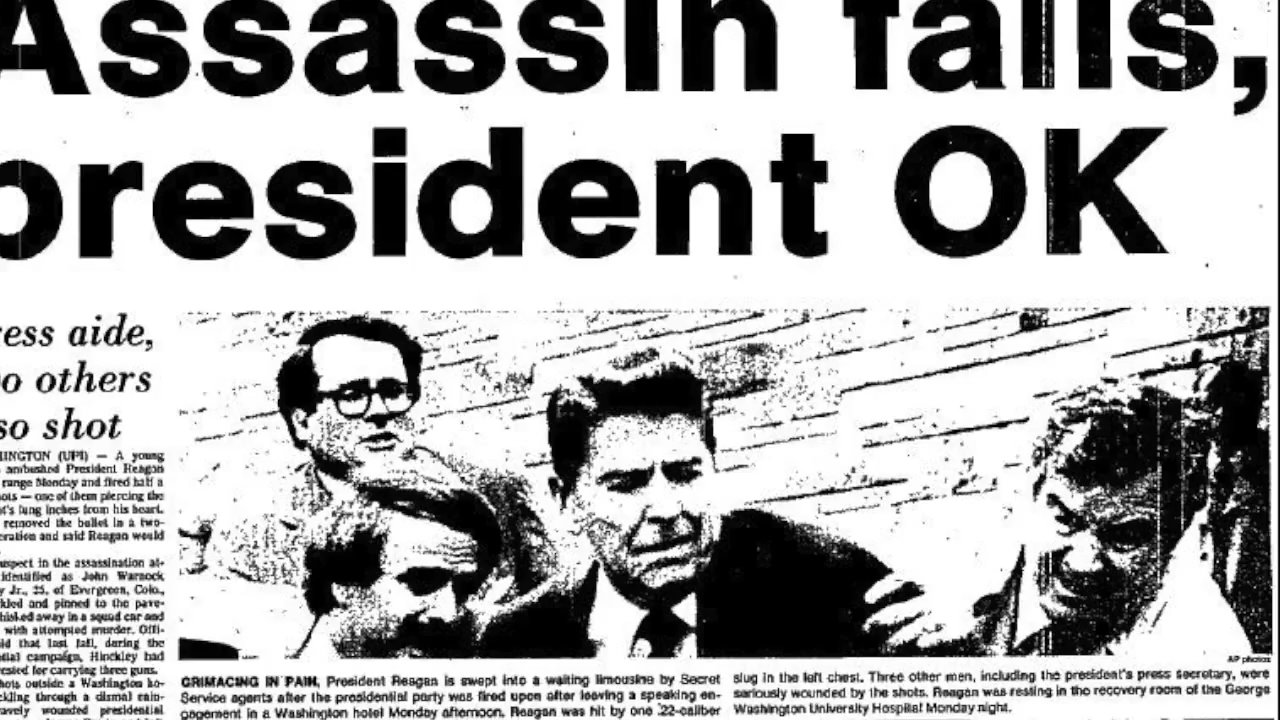 Assassin fails,
president OK
ess aide,
o others
so shot
INGTON (UPI) — A young
ambushed President Reagan
range Monday and fired half a
ots — one of them piercing the
t's lung inches from his heart.
removed the bullet in a two-
eration and said Reagan would
uspect in the assassination at-
identified as John Warnock
y Jr., 25, of Evergreen, Colo.,
kled and pinned to the pave-
hisked away in a squad car and
with attempted murder. Offi-
id that last fall, during the
tial campaign, Hinckley had
rested for carrying three guns.
hots outside a Washington ho-
ckling through a dismal rain-
avely wounded presidential
AP photos
GRIMACING IN PAIN, President Reagan is swept into a waiting limousine by Secret
Service agents after the presidential party was fired upon after leaving a speaking en-
gagement in a Washington hotel Monday afternoon. Reagan was hit by one .22-caliber
slug in the left chest. Three other men, including the president's press secretary, were
seriously wounded by the shots. Reagan was resting in the recovery room of the George
Washington University Hospital Monday night.